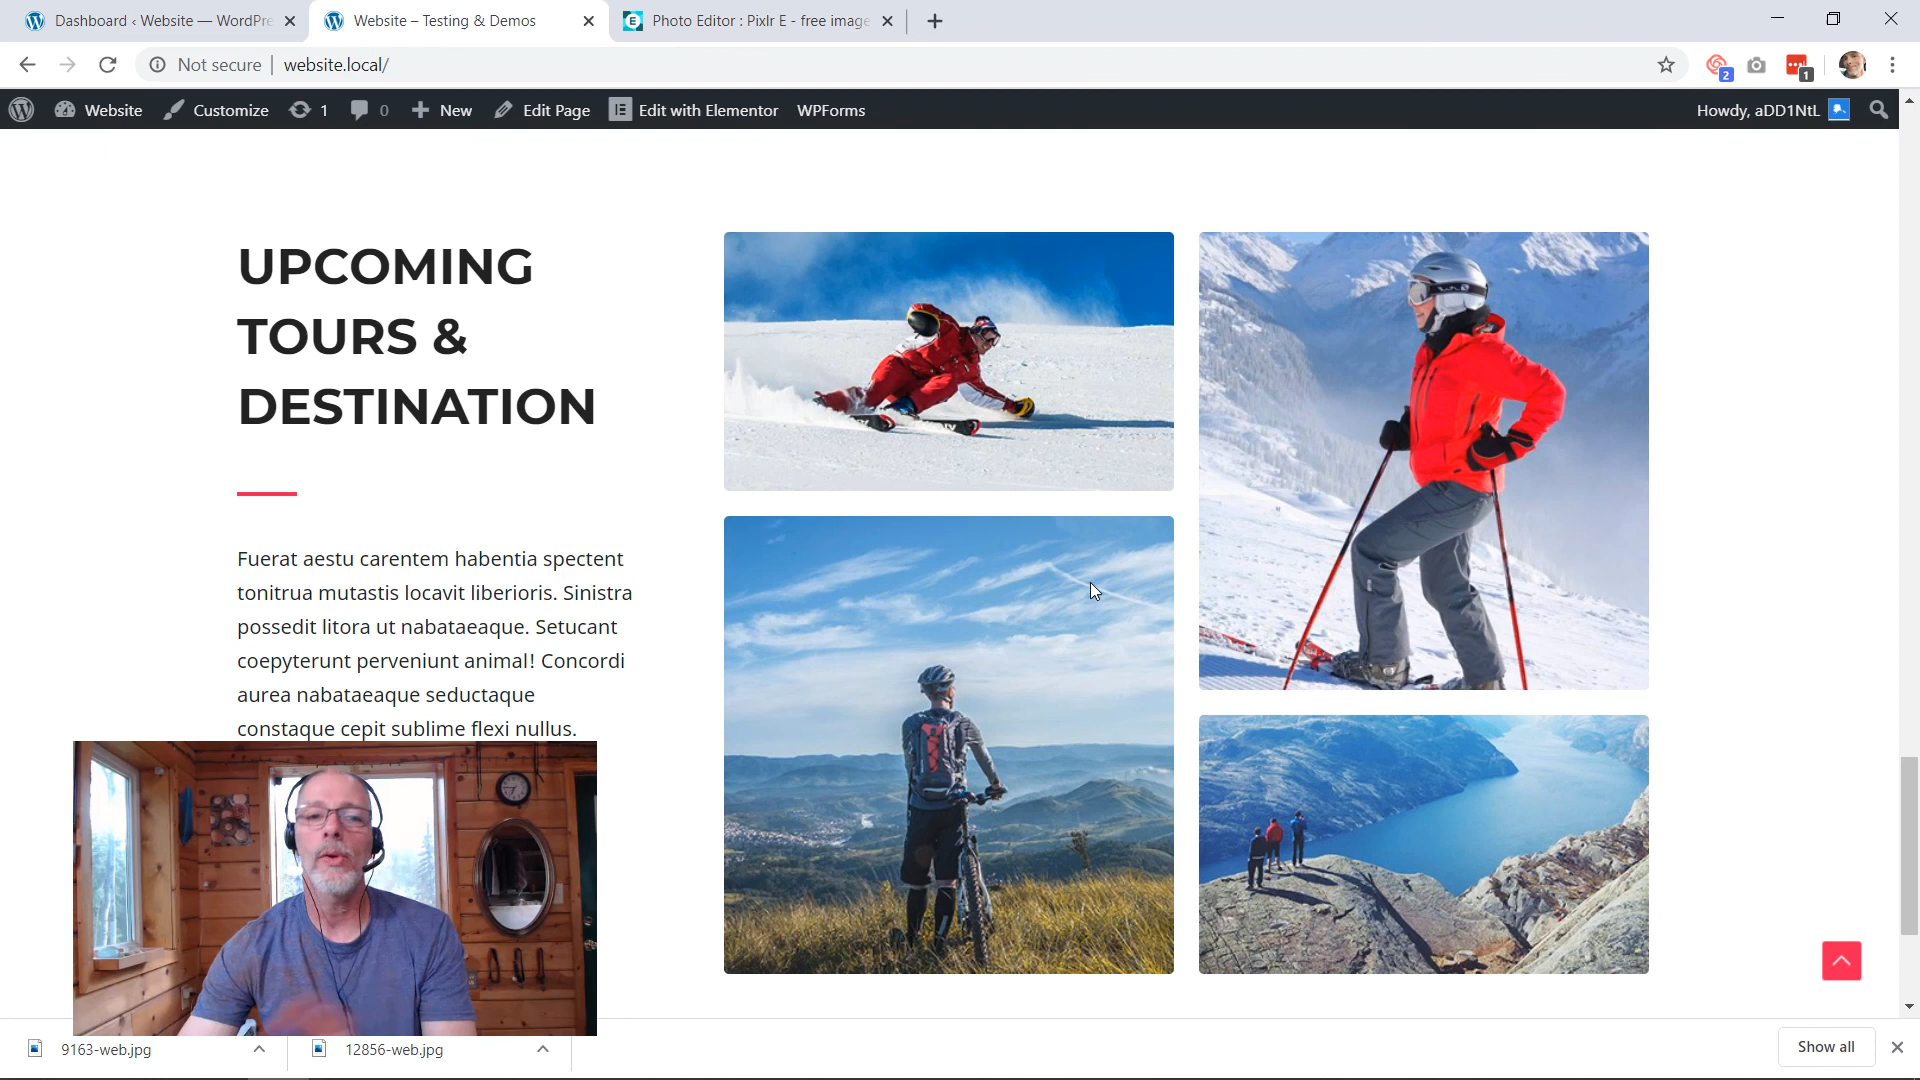 Dashboard ‹ Website — WordPre
Website – Testing & Demos
Photo Editor : Pixlr E - free image
Not secure
website.local/
2
1
Website
Customize
1
0
New
Edit Page
Edit with Elementor
WPForms
Howdy, aDD1NtL
UPCOMING
TOURS &
DESTINATION
Fuerat aestu carentem habentia spectent
tonitrua mutastis locavit liberioris. Sinistra
possedit litora ut nabataeaque. Setucant
coepyterunt perveniunt animal! Concordi
aurea nabataeaque seductaque
constaque cepit sublime flexi nullus.
9163-web.jpg
12856-web.jpg
Show all